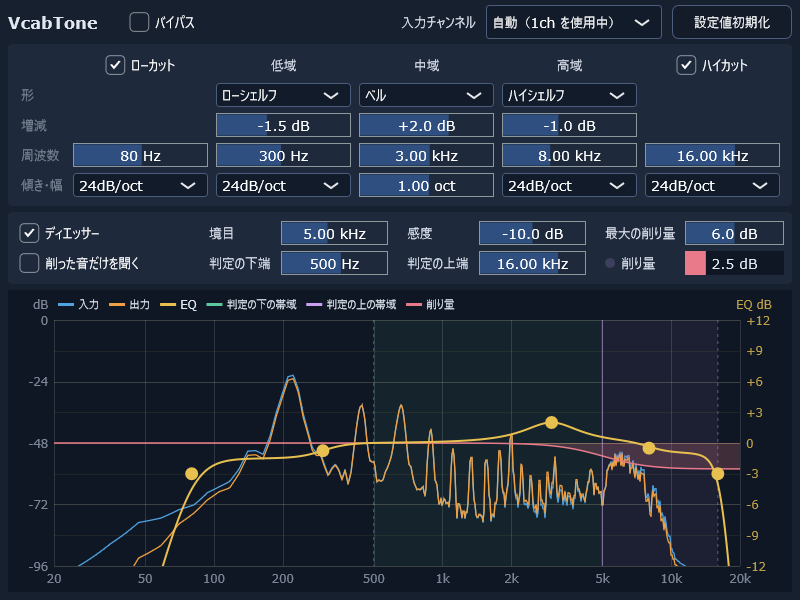 VcabTone バイパス 入力チャンネル 自動（1ch を使用中） 設定値初期化
ローカット 低域 中域 高域 ハイカット
形 ローシェルフ ベル ハイシェルフ
増減 -1.5 dB +2.0 dB -1.0 dB
周波数 80 Hz 300 Hz 3.00 kHz 8.00 kHz 16.00 kHz
傾き・幅 24dB/oct 24dB/oct 1.00 oct 24dB/oct 24dB/oct
ディエッサー 境目 5.00 kHz 感度 -10.0 dB 最大の削り量 6.0 dB
削った音だけを聞く 判定の下端 500 Hz 判定の上端 16.00 kHz 削り量 2.5 dB
dB 入力 出力 EQ 判定の下の帯域 判定の上の帯域 削り量 EQ dB
0 +12
+9
-24 +6
+3
-48 0
-3
-72 -6
-9
-96 -12
20 50 100 200 500 1k 2k 5k 10k 20k